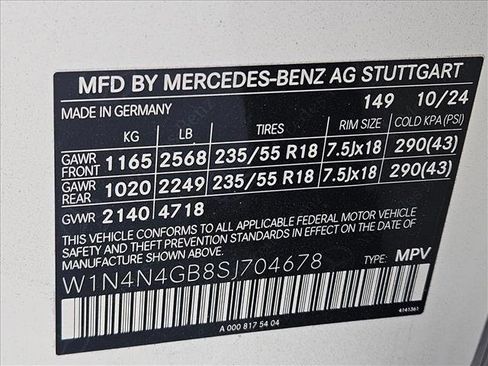 MFD BY MERCEDES-BENZ AG STUTTGART
MADE IN GERMANY 149 10/24
KG LB TIRES RIM SIZE COLD KPA (PSI)
GAWR FRONT 1165 2568 235/55 R18 7.5Jx18 290(43)
GAWR REAR 1020 2249 235/55 R18 7.5Jx18 290(43)
GVWR 2140 4718
THIS VEHICLE CONFORMS TO ALL APPLICABLE FEDERAL MOTOR VEHICLE
SAFETY AND THEFT PREVENTION STANDARDS IN EFFECT ON THE DATE OF
MANUFACTURE SHOWN ABOVE.
W1N4N4GB8SJ704678 TYPE: MPV
A 000 817 54 04 4141361